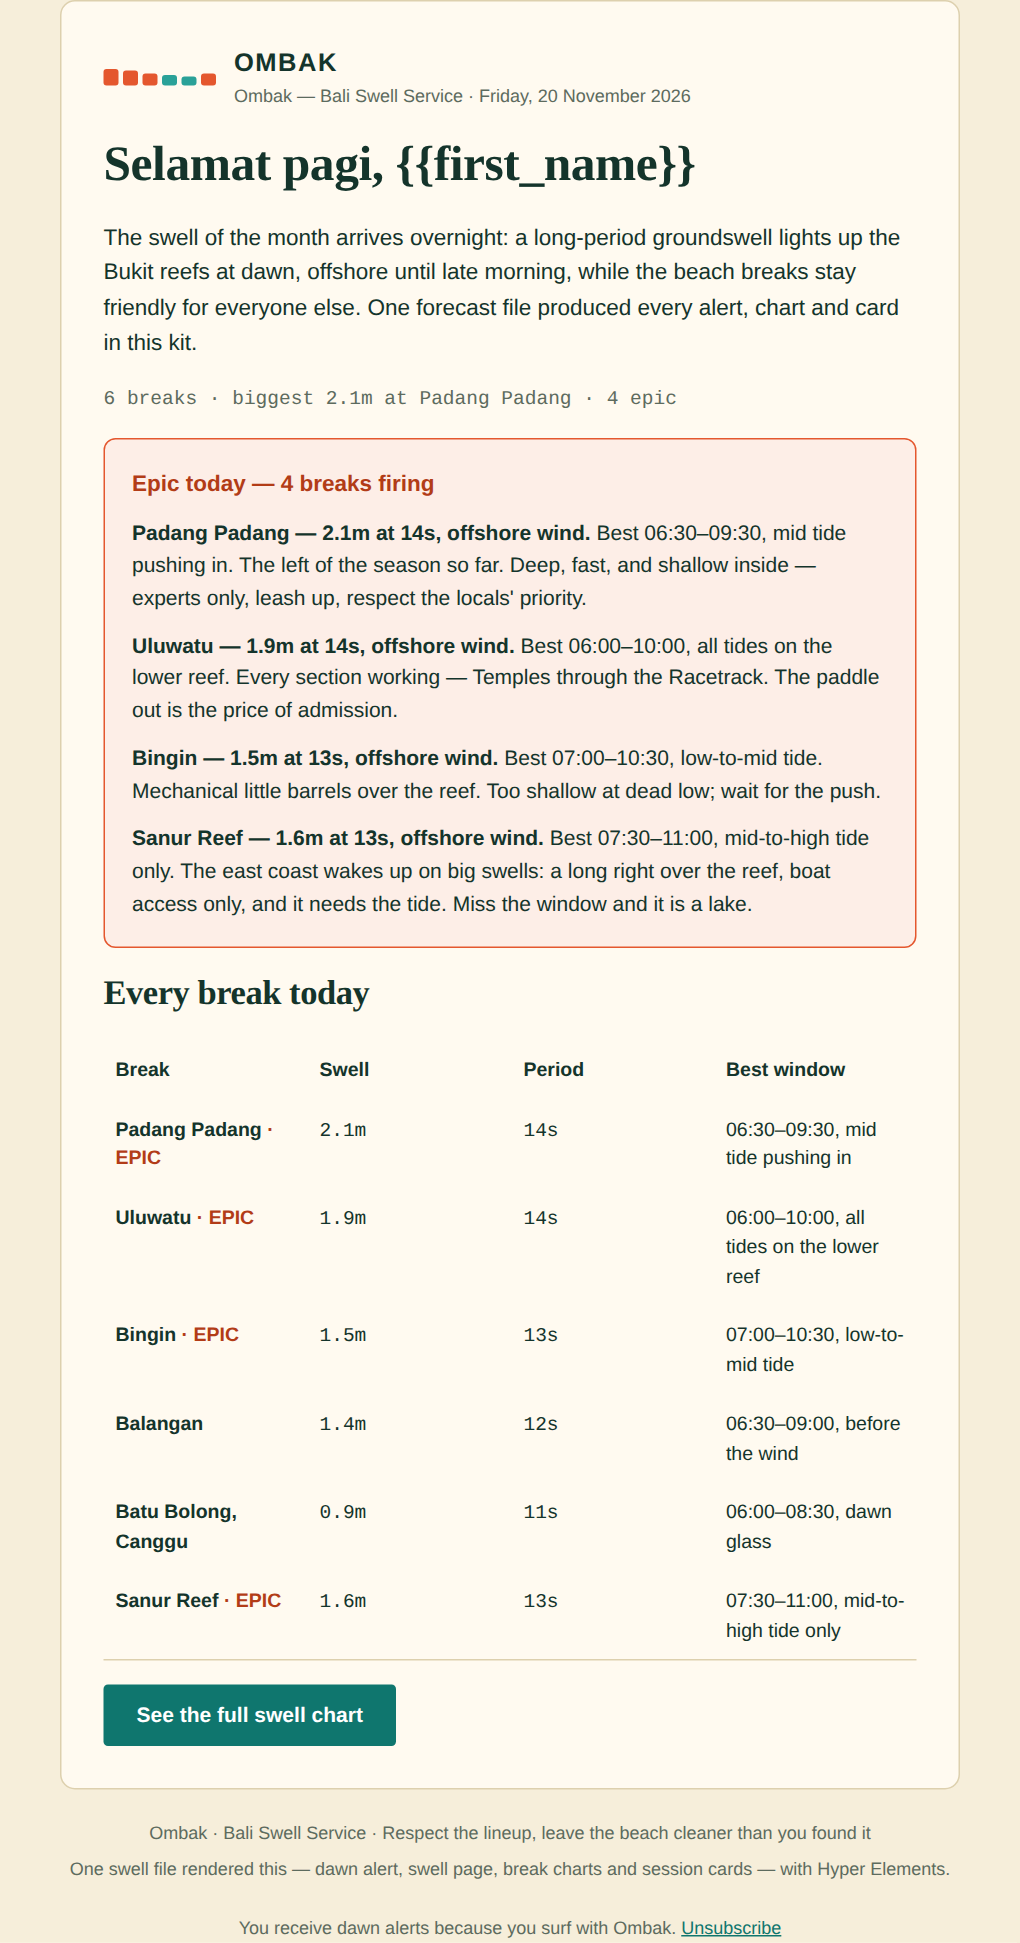 OMBAK
Ombak — Bali Swell Service · Friday, 20 November 2026
Selamat pagi, {{first_name}}
The swell of the month arrives overnight: a long-period groundswell lights up the
Bukit reefs at dawn, offshore until late morning, while the beach breaks stay
friendly for everyone else. One forecast file produced every alert, chart and card
in this kit.
6 breaks · biggest 2.1m at Padang Padang · 4 epic
Epic today — 4 breaks firing
Padang Padang — 2.1m at 14s, offshore wind. Best 06:30–09:30, mid tide
pushing in. The left of the season so far. Deep, fast, and shallow inside —
experts only, leash up, respect the locals' priority.
Uluwatu — 1.9m at 14s, offshore wind. Best 06:00–10:00, all tides on the
lower reef. Every section working — Temples through the Racetrack. The paddle
out is the price of admission.
Bingin — 1.5m at 13s, offshore wind. Best 07:00–10:30, low-to-mid tide.
Mechanical little barrels over the reef. Too shallow at dead low; wait for the push.
Sanur Reef — 1.6m at 13s, offshore wind. Best 07:30–11:00, mid-to-high tide
only. The east coast wakes up on big swells: a long right over the reef, boat
access only, and it needs the tide. Miss the window and it is a lake.
Every break today
Break Swell Period Best window
Padang Padang · 2.1m 14s 06:30–09:30, mid
EPIC tide pushing in
Uluwatu · EPIC 1.9m 14s 06:00–10:00, all
tides on the lower
reef
Bingin · EPIC 1.5m 13s 07:00–10:30, low-to-
mid tide
Balangan 1.4m 12s 06:30–09:00, before
the wind
Batu Bolong, 0.9m 11s 06:00–08:30, dawn
Canggu glass
Sanur Reef · EPIC 1.6m 13s 07:30–11:00, mid-to-
high tide only
See the full swell chart
Ombak · Bali Swell Service · Respect the lineup, leave the beach cleaner than you found it
One swell file rendered this — dawn alert, swell page, break charts and session cards — with Hyper Elements.
You receive dawn alerts because you surf with Ombak. Unsubscribe